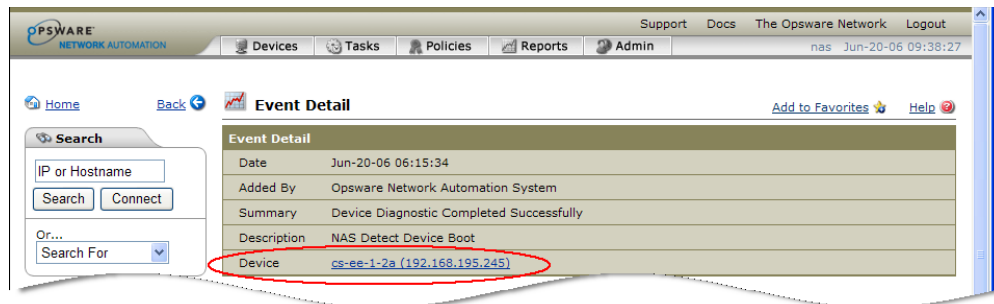 OPSWARE
NETWORK AUTOMATION
Support Docs The Opsware Network Logout
Devices Tasks Policies Reports Admin
nas Jun-20-06 09:38:27
Home Back
Event Detail
Add to Favorites Help
Search
IP or Hostname
Search Connect
Or...
Search For
Event Detail
Date Jun-20-06 06:15:34
Added By Opsware Network Automation System
Summary Device Diagnostic Completed Successfully
Description NAS Detect Device Boot
Device cs-ee-1-2a (192.168.195.245)